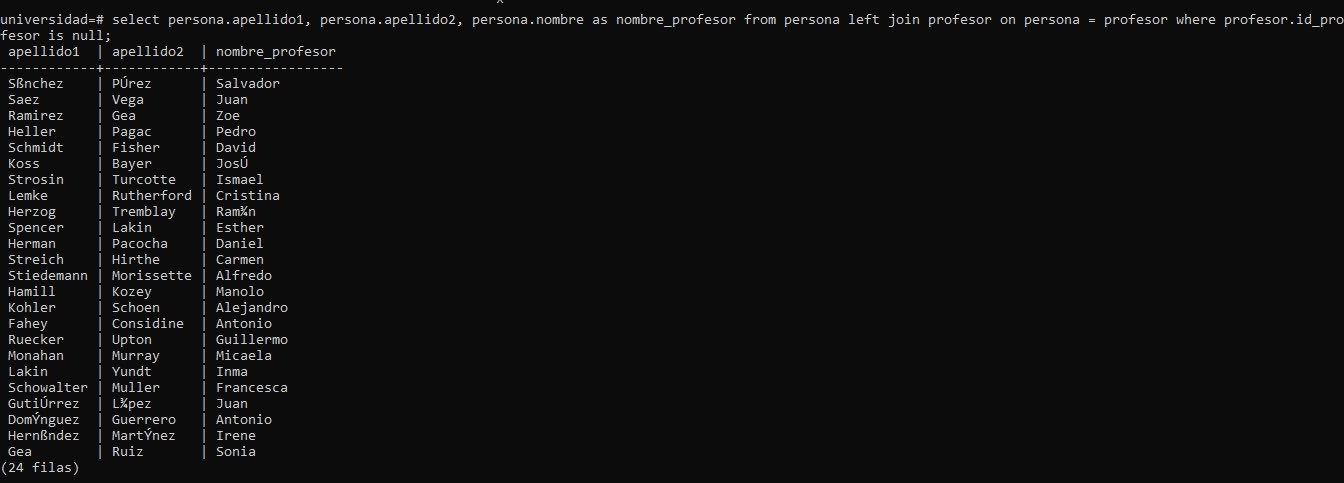 universidad=# select persona.apellido1, persona.apellido2, persona.nombre as nombre_profesor from persona left join profesor on persona = profesor where profesor.id_pro
fesor is null;
 apellido1  | apellido2  | nombre_profesor
------------+------------+-----------------
 Sßnchez    | PÚrez      | Salvador
 Saez       | Vega       | Juan
 Ramirez    | Gea        | Zoe
 Heller     | Pagac      | Pedro
 Schmidt    | Fisher     | David
 Koss       | Bayer      | JosÚ
 Strosin    | Turcotte   | Ismael
 Lemke      | Rutherford | Cristina
 Herzog     | Tremblay   | Ram¾n
 Spencer    | Lakin      | Esther
 Herman     | Pacocha    | Daniel
 Streich    | Hirthe     | Carmen
 Stiedemann | Morissette | Alfredo
 Hamill     | Kozey      | Manolo
 Kohler     | Schoen     | Alejandro
 Fahey      | Considine  | Antonio
 Ruecker    | Upton      | Guillermo
 Monahan    | Murray     | Micaela
 Lakin      | Yundt      | Inma
 Schowalter | Muller     | Francesca
 GutiÚrrez  | L¾pez      | Juan
 DomÝnguez  | Guerrero   | Antonio
 Hernßndez  | MartÝnez   | Irene
 Gea        | Ruiz       | Sonia
(24 filas)